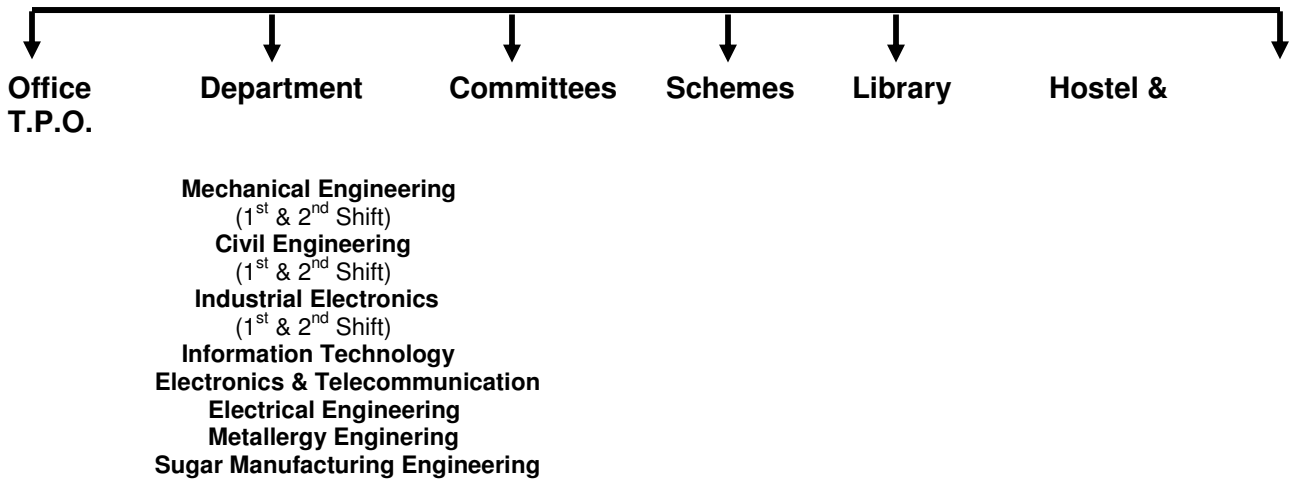 Office Department Committees Schemes Library Hostel &
T.P.O.
Mechanical Engineering
(1st & 2nd Shift)
Civil Engineering
(1st & 2nd Shift)
Industrial Electronics
(1st & 2nd Shift)
Information Technology
Electronics & Telecommunication
Electrical Engineering
Metallergy Enginering
Sugar Manufacturing Engineering